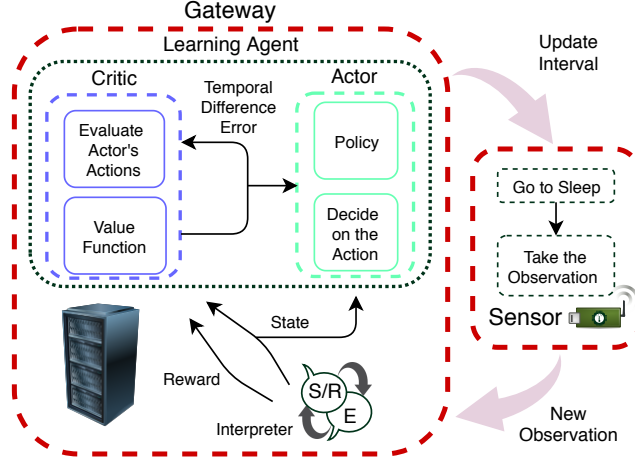 Gateway
Learning Agent
Critic
Temporal
Difference
Error
Actor
Evaluate
Actor's
Actions
Value
Function
Policy
Decide
on the
Action
State
Reward
Interpreter
S/R
E
Update
Interval
Go to Sleep
Take the
Observation
Sensor
New
Observation